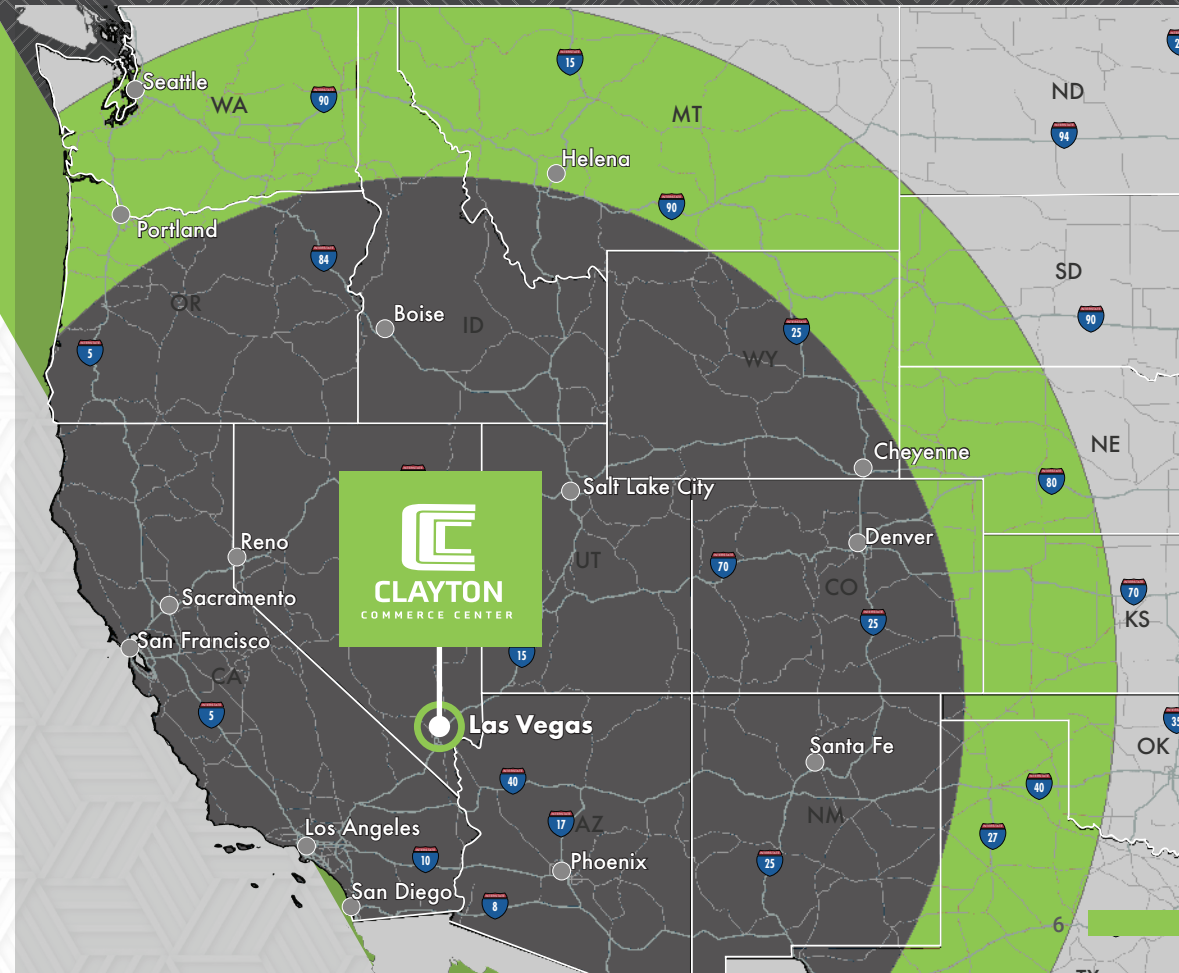 15
2
Seattle
WA
90
MT
ND
94
Helena
90
Portland
84
OR
SD
Boise
ID
25
90
5
WY
NE
Cheyenne
80
Salt Lake City
CLAYTON
COMMERCE CENTER
Reno
UT
Denver
70
CO
70
KS
Sacramento
25
San Francisco
15
CA
5
35
Las Vegas
Santa Fe
OK
40
40
NM
17
AZ
27
Los Angeles
10
Phoenix
25
San Diego
8
6